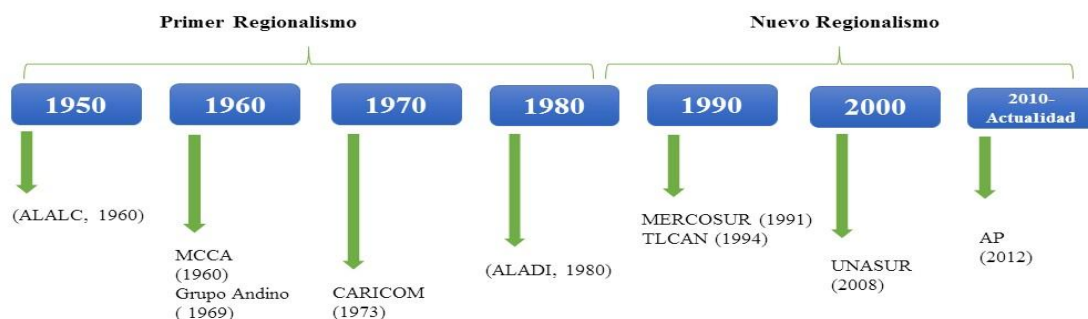 Primer Regionalismo
Nuevo Regionalismo
1950
1960
1970
1980
1990
2000
2010-
Actualidad
(ALALC, 1960)
MCCA
(1960)
Grupo Andino
( 1969)
CARICOM
(1973)
(ALADI, 1980)
MERCOSUR (1991)
TLCAN (1994)
UNASUR
(2008)
AP
(2012)